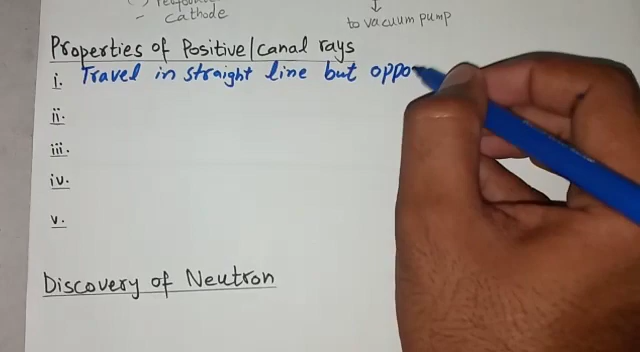 - cathode
to vacuum pump
Properties of Positive/canal rays
i. Travel in straight line but oppo
ii.
iii.
iv.
v.
Discovery of Neutron